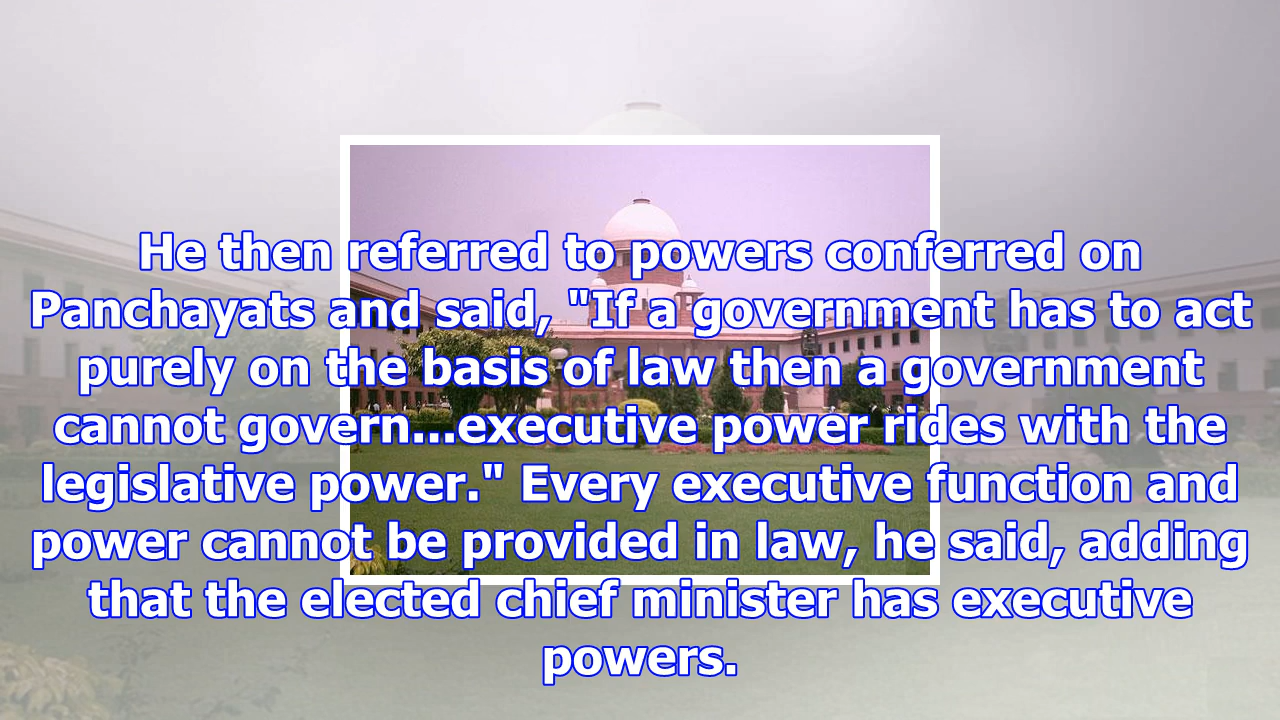 He then referred to powers conferred on
Panchayats and said, "If a government has to act
purely on the basis of law then a government
cannot govern...executive power rides with the
legislative power." Every executive function and
power cannot be provided in law, he said, adding
that the elected chief minister has executive
powers.